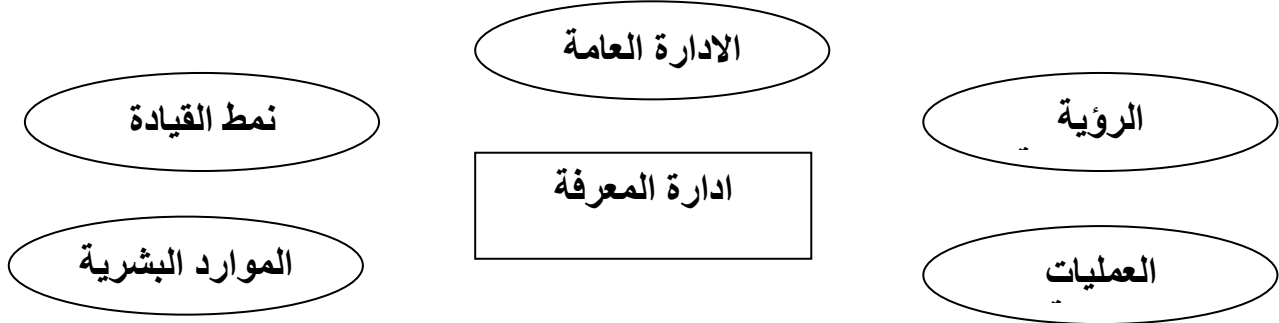 الادارة العامة
الرؤية
نمط القيادة
ادارة المعرفة
العمليات
الموارد البشرية